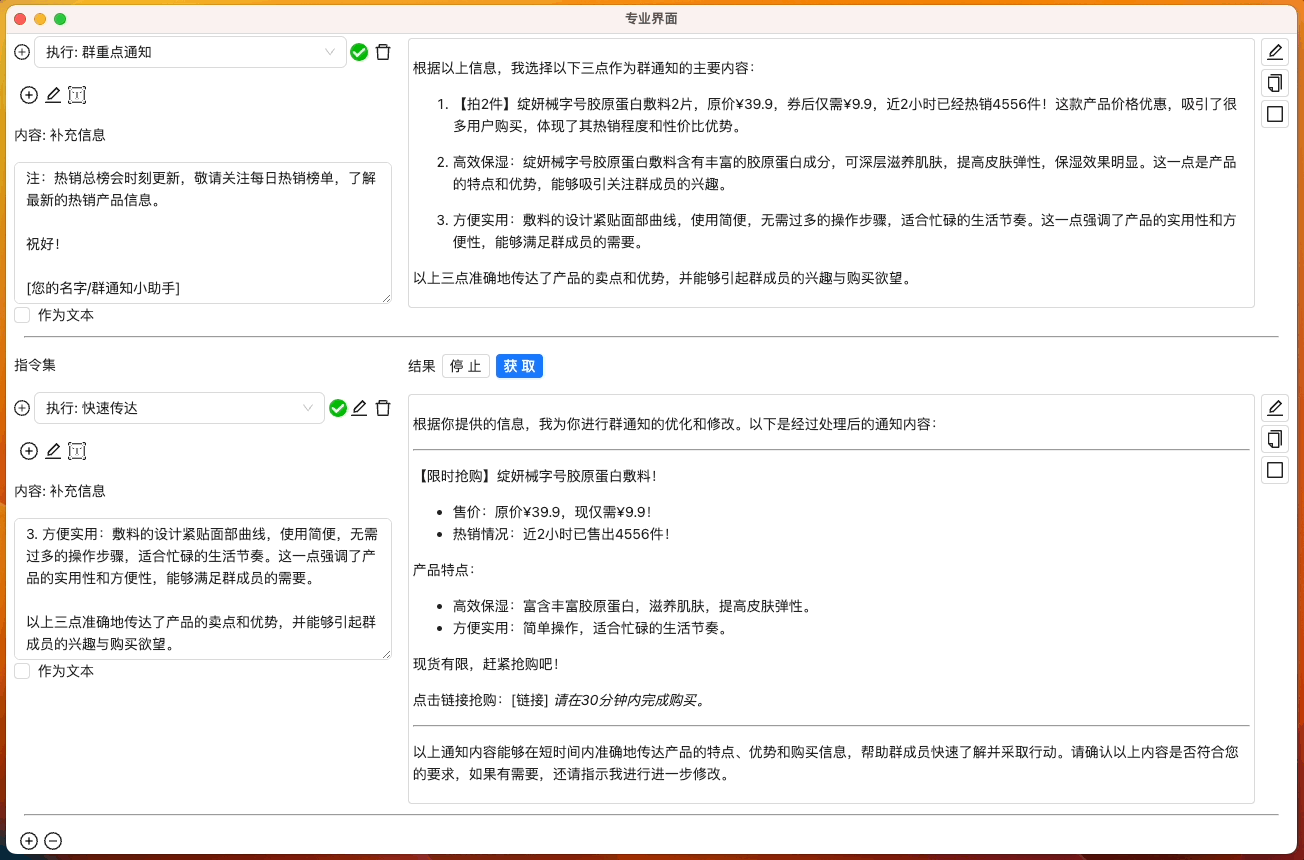 专业界面
执行: 群重点通知
内容: 补充信息
注：热销总榜会时刻更新，敬请关注每日热销榜单，了解
最新的热销产品信息。
祝好！
[您的名字/群通知小助手]
作为文本
根据以上信息，我选择以下三点作为群通知的主要内容：
1. 【拍2件】绽妍械字号胶原蛋白敷料2片，原价¥39.9，券后仅需¥9.9，近2小时已经热销4556件！这款产品价格优惠，吸引了很
多用户购买，体现了其热销程度和性价比优势。
2. 高效保湿：绽妍械字号胶原蛋白敷料含有丰富的胶原蛋白成分，可深层滋养肌肤，提高皮肤弹性，保湿效果明显。这一点是产品
的特点和优势，能够吸引关注群成员的兴趣。
3. 方便实用：敷料的设计紧贴面部曲线，使用简便，无需过多的操作步骤，适合忙碌的生活节奏。这一点强调了产品的实用性和方
便性，能够满足群成员的需要。
以上三点准确地传达了产品的卖点和优势，并能够引起群成员的兴趣与购买欲望。
指令集
结果 停 止 获 取
执行: 快速传达
内容: 补充信息
3. 方便实用：敷料的设计紧贴面部曲线，使用简便，无需
过多的操作步骤，适合忙碌的生活节奏。这一点强调了产
品的实用性和方便性，能够满足群成员的需要。
以上三点准确地传达了产品的卖点和优势，并能够引起群
成员的兴趣与购买欲望。
作为文本
根据你提供的信息，我为你进行群通知的优化和修改。以下是经过处理后的通知内容：
【限时抢购】绽妍械字号胶原蛋白敷料！
• 售价：原价¥39.9，现仅需¥9.9！
• 热销情况：近2小时已售出4556件！
产品特点：
• 高效保湿：富含丰富胶原蛋白，滋养肌肤，提高皮肤弹性。
• 方便实用：简单操作，适合忙碌的生活节奏。
现货有限，赶紧抢购吧！
点击链接抢购：[链接] 请在30分钟内完成购买。
以上通知内容能够在短时间内准确地传达产品的特点、优势和购买信息，帮助群成员快速了解并采取行动。请确认以上内容是否符合您
的要求，如果有需要，还请指示我进行进一步修改。